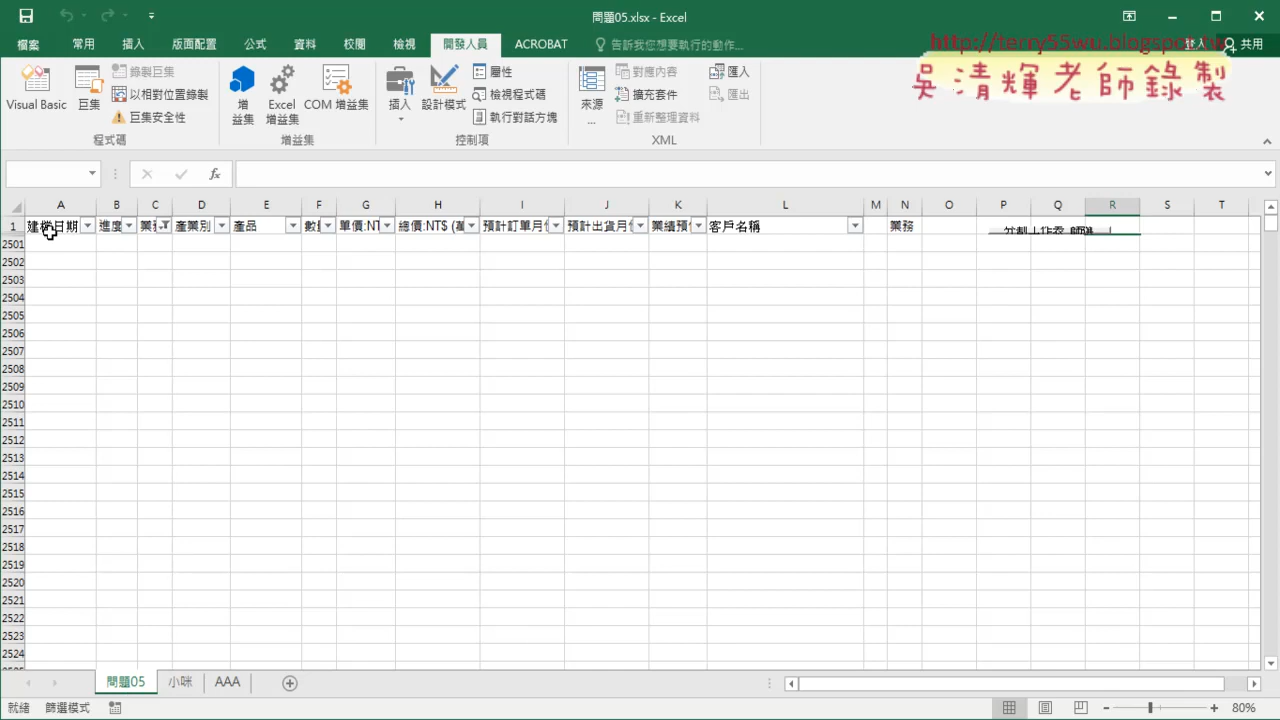 問題05.xlsx - Excel
檔案 常用 插入 版面配置 公式 資料 校閱 檢視 開發人員 ACROBAT 告訴我您想要執行的動作... 登入 共用
http://terry55wu.blogspot.tw
吳清輝老師錄製
Visual Basic 巨集 錄製巨集 以相對位置錄製 巨集安全性 增益集 Excel 增益集 COM 增益集 插入 設計模式 屬性 檢視程式碼 執行對話方塊 來源... 對應內容 擴充套件 重新整理資料 匯入 匯出
程式碼 增益集 控制項 XML
fx
A B C D E F G H I J K L M N O P Q R S T
1 建檔日期 進度 業務 產業別 產品 數 單價:NT 總價:NT$ (萬 預計訂單月份 預計出貨月份 業績預估 客戶名稱 業務
2501
2502
2503
2504
2505
2506
2507
2508
2509
2510
2511
2512
2513
2514
2515
2516
2517
2518
2519
2520
2521
2522
2523
2524
問題05 小咪 AAA
就緒 篩選模式 80%